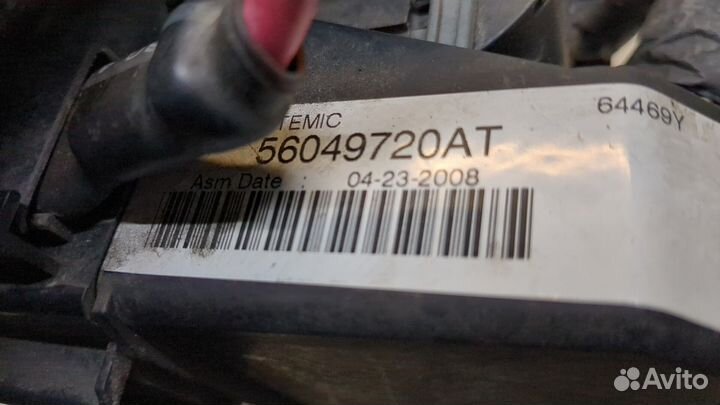 TEMIC
64469Y
56049720AT
Asm Date : 04-23-2008
Avito